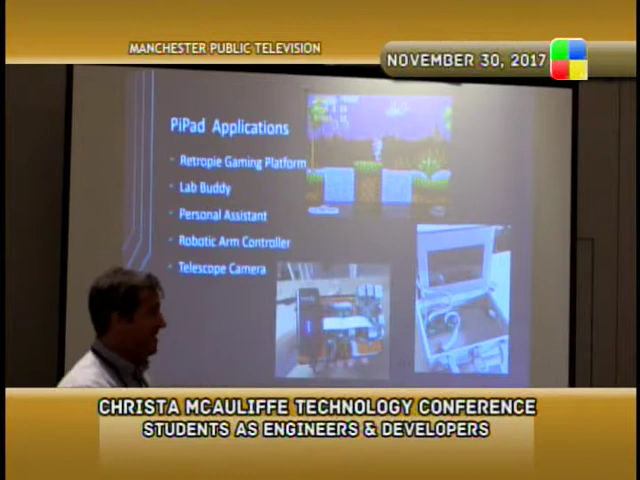 MANCHESTER PUBLIC TELEVISION
NOVEMBER 30, 2017
PiPad Applications
- Retropie Gaming Platform
- Lab Buddy
- Personal Assistant
- Robotic Arm Controller
- Telescope Camera
CHRISTA MCAULIFFE TECHNOLOGY CONFERENCE
STUDENTS AS ENGINEERS & DEVELOPERS